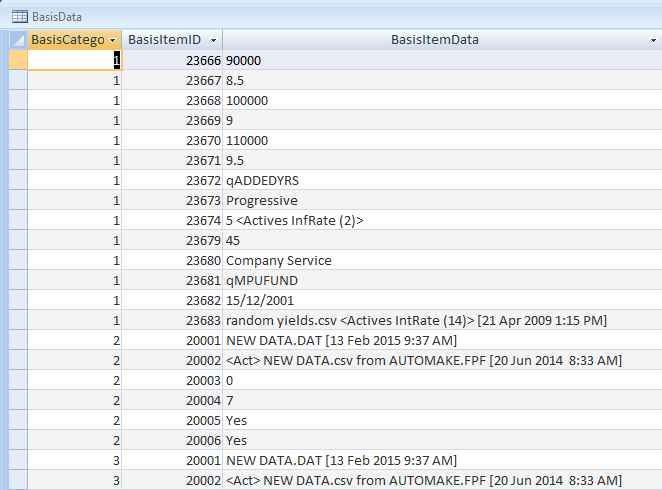 BasisData
BasisCatego BasisItemID BasisItemData
1 23666 90000
1 23667 8.5
1 23668 100000
1 23669 9
1 23670 110000
1 23671 9.5
1 23672 qADDEDYRS
1 23673 Progressive
1 23674 5 <Actives InfRate (2)>
1 23679 45
1 23680 Company Service
1 23681 qMPUFUND
1 23682 15/12/2001
1 23683 random yields.csv <Actives IntRate (14)> [21 Apr 2009 1:15 PM]
2 20001 NEW DATA.DAT [13 Feb 2015 9:37 AM]
2 20002 <Act> NEW DATA.csv from AUTOMAKE.FPF [20 Jun 2014  8:33 AM]
2 20003 0
2 20004 7
2 20005 Yes
2 20006 Yes
3 20001 NEW DATA.DAT [13 Feb 2015 9:37 AM]
3 20002 <Act> NEW DATA.csv from AUTOMAKE.FPF [20 Jun 2014  8:33 AM]